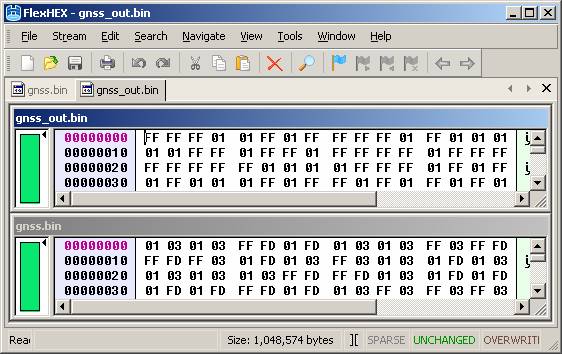 FlexHEX - gnss_out.bin
File Stream Edit Search Navigate View Tools Window Help
gnss.bin gnss_out.bin
gnss_out.bin
00000000 FF FF FF 01 01 FF 01 FF FF FF FF 01 FF 01 01 01
00000010 01 01 FF FF FF 01 FF FF 01 FF FF FF FF 01 FF 01
00000020 FF FF FF FF FF 01 01 FF 01 FF FF FF 01 01 01 01
00000030 01 FF 01 01 01 FF 01 FF FF FF FF 01 FF FF 01 FF
gnss.bin
00000000 01 03 01 03 FF FD 01 FD 01 03 01 03 FF 03 FF FD
00000010 FF FD FF 03 01 FD 01 FD FF 03 01 03 01 FD 01 03
00000020 01 03 01 03 01 03 FF FD FF 03 01 FD 01 03 FF 03
00000030 01 FD 01 FD 01 FD 01 FD 01 03 FF 03 FF 03 FF 03
Size: 1,048,574 bytes ][ SPARSE UNCHANGED OVERWRITI